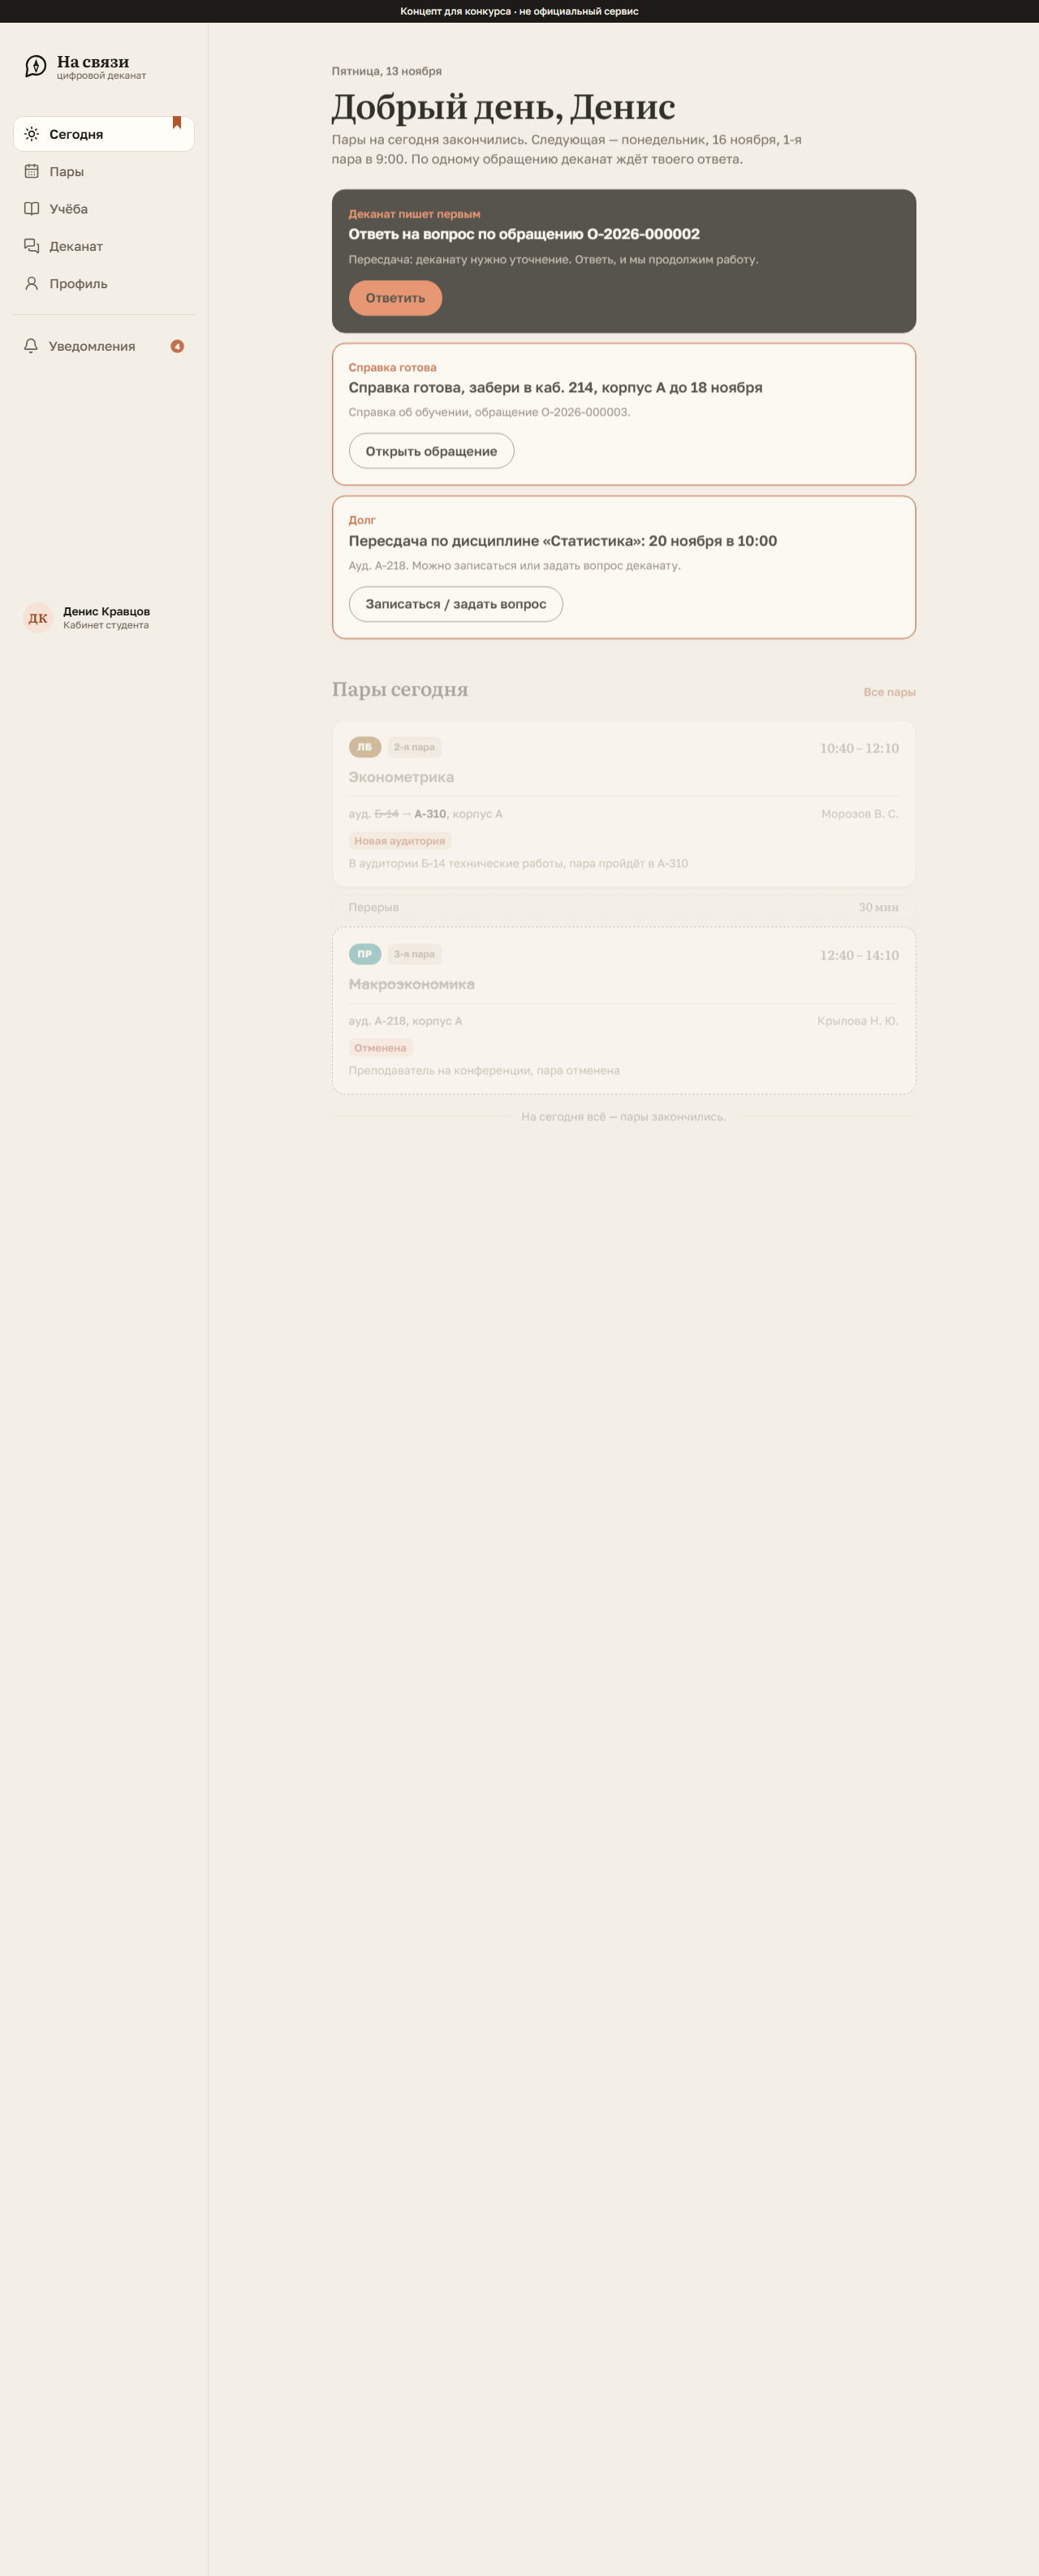 Концепт для конкурса · не официальный сервис
На связи
цифровой деканат
Сегодня
Пары
Учёба
Деканат
Профиль
Уведомления
4
ДК
Денис Кравцов
Кабинет студента
Пятница, 13 ноября
Добрый день, Денис
Пары на сегодня закончились. Следующая — понедельник, 16 ноября, 1-я
пара в 9:00. По одному обращению деканат ждёт твоего ответа.
Деканат пишет первым
Ответь на вопрос по обращению О-2026-000002
Пересдача: деканату нужно уточнение. Ответь, и мы продолжим работу.
Ответить
Справка готова
Справка готова, забери в каб. 214, корпус А до 18 ноября
Справка об обучении, обращение О-2026-000003.
Открыть обращение
Долг
Пересдача по дисциплине «Статистика»: 20 ноября в 10:00
Ауд. А-218. Можно записаться или задать вопрос деканату.
Записаться / задать вопрос
Пары сегодня
Все пары
ЛБ 2-я пара 10:40 – 12:10
Эконометрика
ауд. Б-14 → А-310, корпус А Морозов В. С.
Новая аудитория
В аудитории Б-14 технические работы, пара пройдёт в А-310
Перерыв 30 мин
ПР 3-я пара 12:40 – 14:10
Макроэкономика
ауд. А-218, корпус А Крылова Н. Ю.
Отменена
Преподаватель на конференции, пара отменена
На сегодня всё — пары закончились.